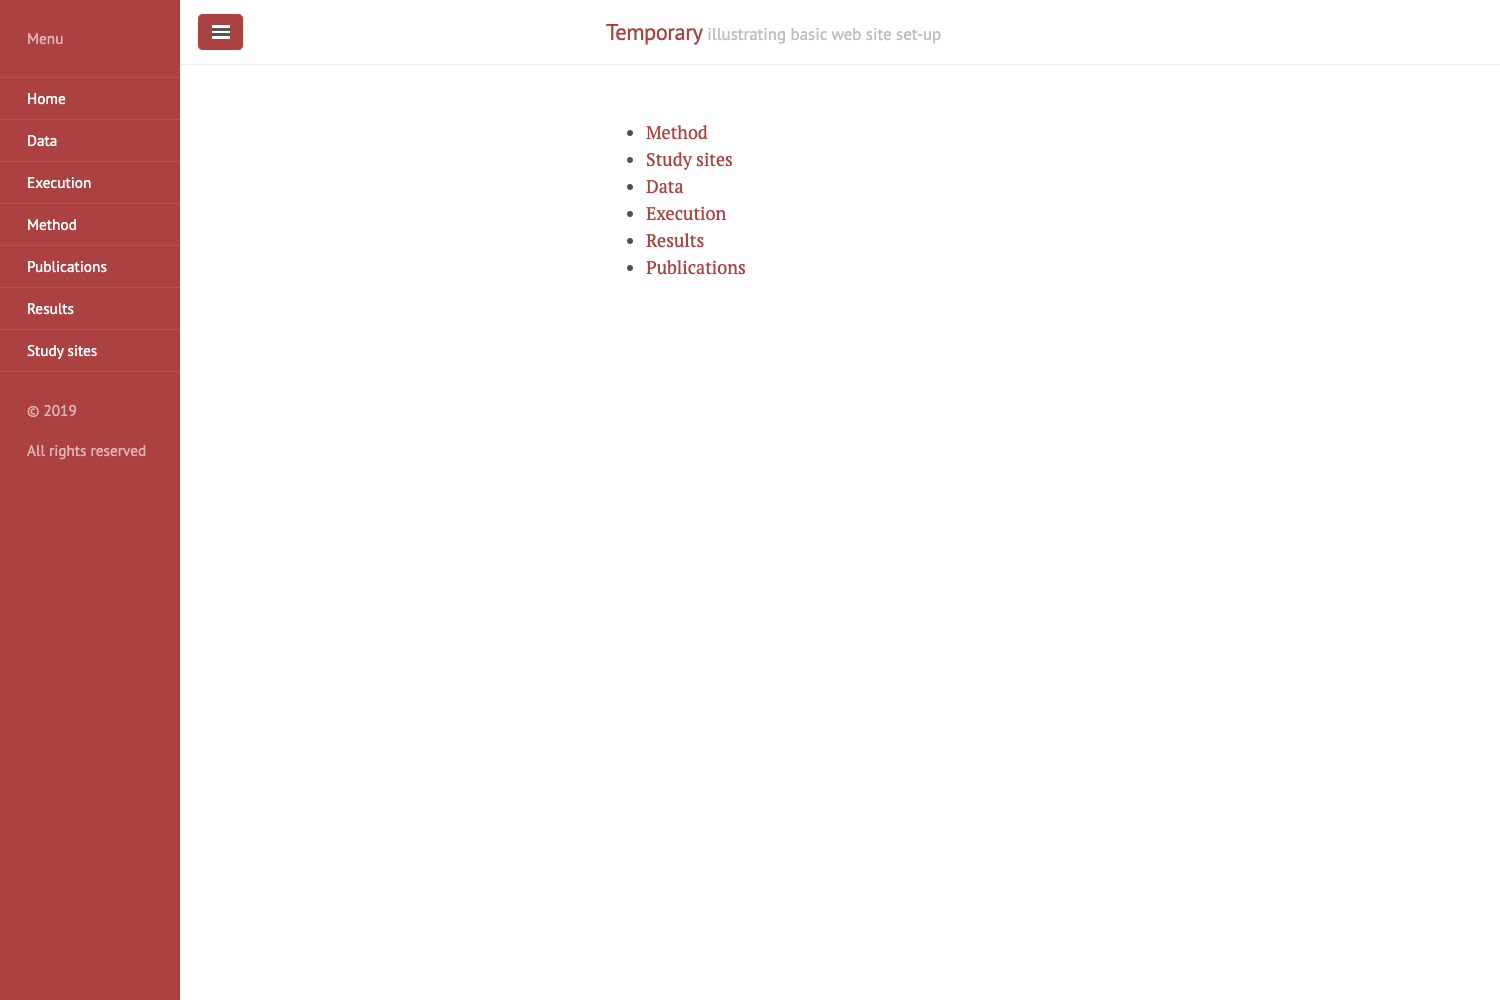 Menu
Home
Data
Execution
Method
Publications
Results
Study sites
© 2019
All rights reserved
Temporary illustrating basic web site set-up
Method
Study sites
Data
Execution
Results
Publications